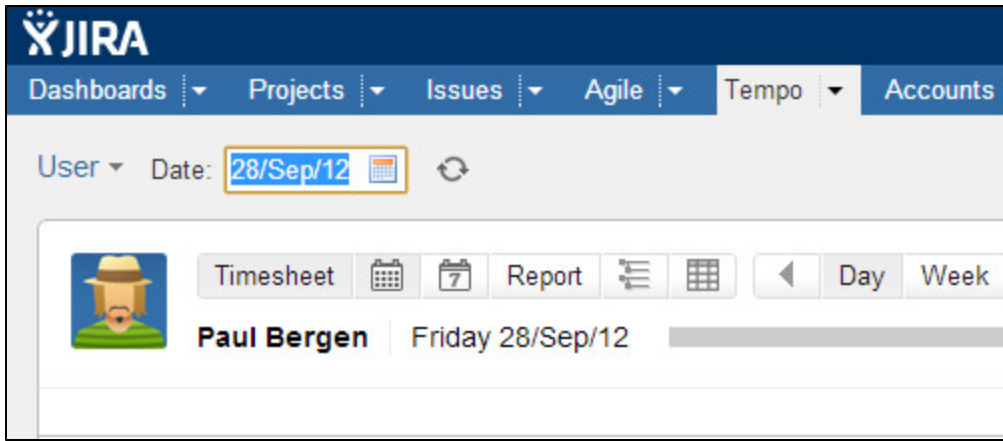 JIRA
Dashboards Projects Issues Agile Tempo Accounts
User Date: 28/Sep/12
Timesheet 7 Report Day Week
Paul Bergen Friday 28/Sep/12